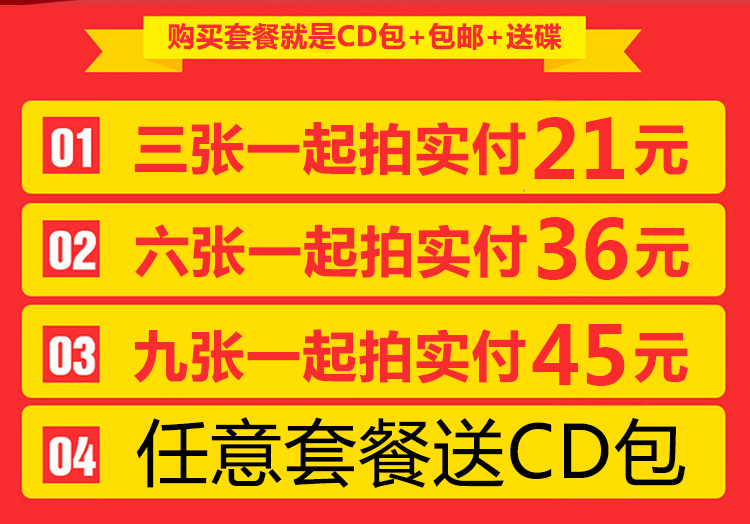 购买套餐就是CD包+包邮+送碟
01 三张一起拍实付21元
02 六张一起拍实付36元
03 九张一起拍实付45元
04 任意套餐送CD包